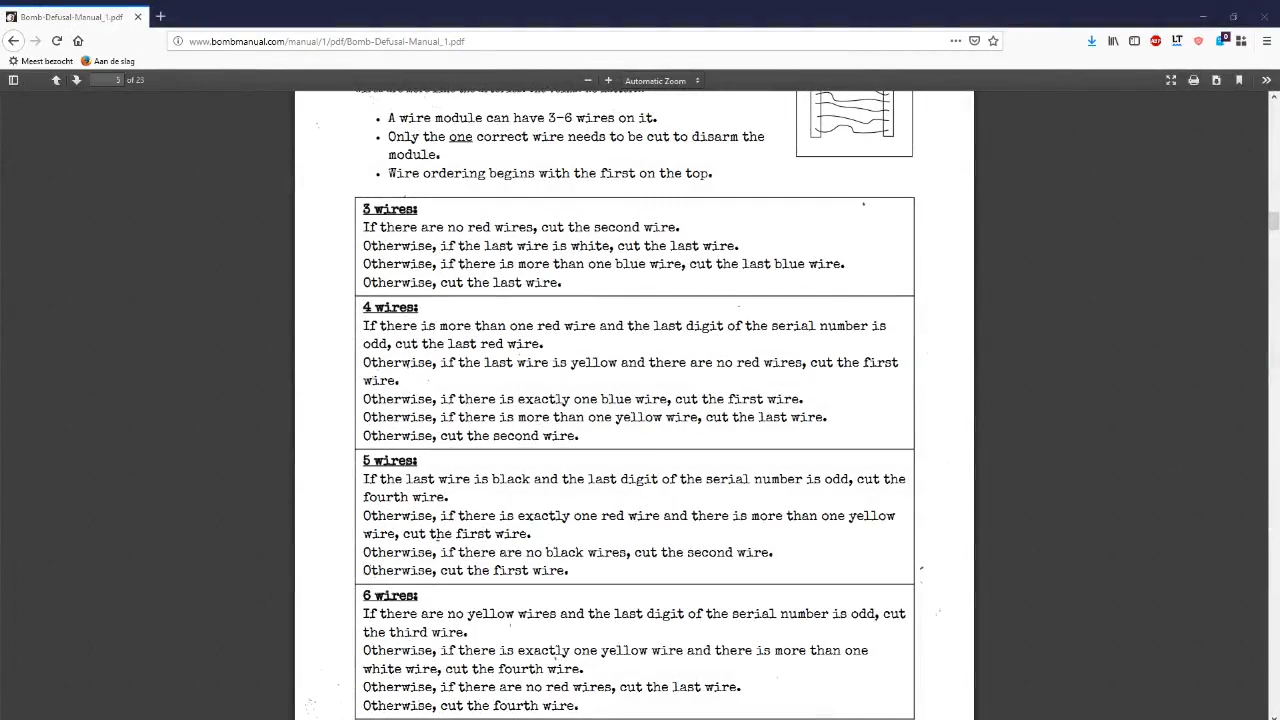 Bomb-Defusal-Manual_1.pdf
www.bombmanual.com/manual/1/pdf/Bomb-Defusal-Manual_1.pdf
LT
ABP
0
Meest bezocht
Aan de slag
5 of 23
Automatic Zoom
• A wire module can have 3-6 wires on it.
• Only the one correct wire needs to be cut to disarm the
module.
• Wire ordering begins with the first on the top.
3 wires:
If there are no red wires, cut the second wire.
Otherwise, if the last wire is white, cut the last wire.
Otherwise, if there is more than one blue wire, cut the last blue wire.
Otherwise, cut the last wire.
4 wires:
If there is more than one red wire and the last digit of the serial number is
odd, cut the last red wire.
Otherwise, if the last wire is yellow and there are no red wires, cut the first
wire.
Otherwise, if there is exactly one blue wire, cut the first wire.
Otherwise, if there is more than one yellow wire, cut the last wire.
Otherwise, cut the second wire.
5 wires:
If the last wire is black and the last digit of the serial number is odd, cut the
fourth wire.
Otherwise, if there is exactly one red wire and there is more than one yellow
wire, cut the first wire.
Otherwise, if there are no black wires, cut the second wire.
Otherwise, cut the first wire.
6 wires:
If there are no yellow wires and the last digit of the serial number is odd, cut
the third wire.
Otherwise, if there is exactly one yellow wire and there is more than one
white wire, cut the fourth wire.
Otherwise, if there are no red wires, cut the last wire.
Otherwise, cut the fourth wire.